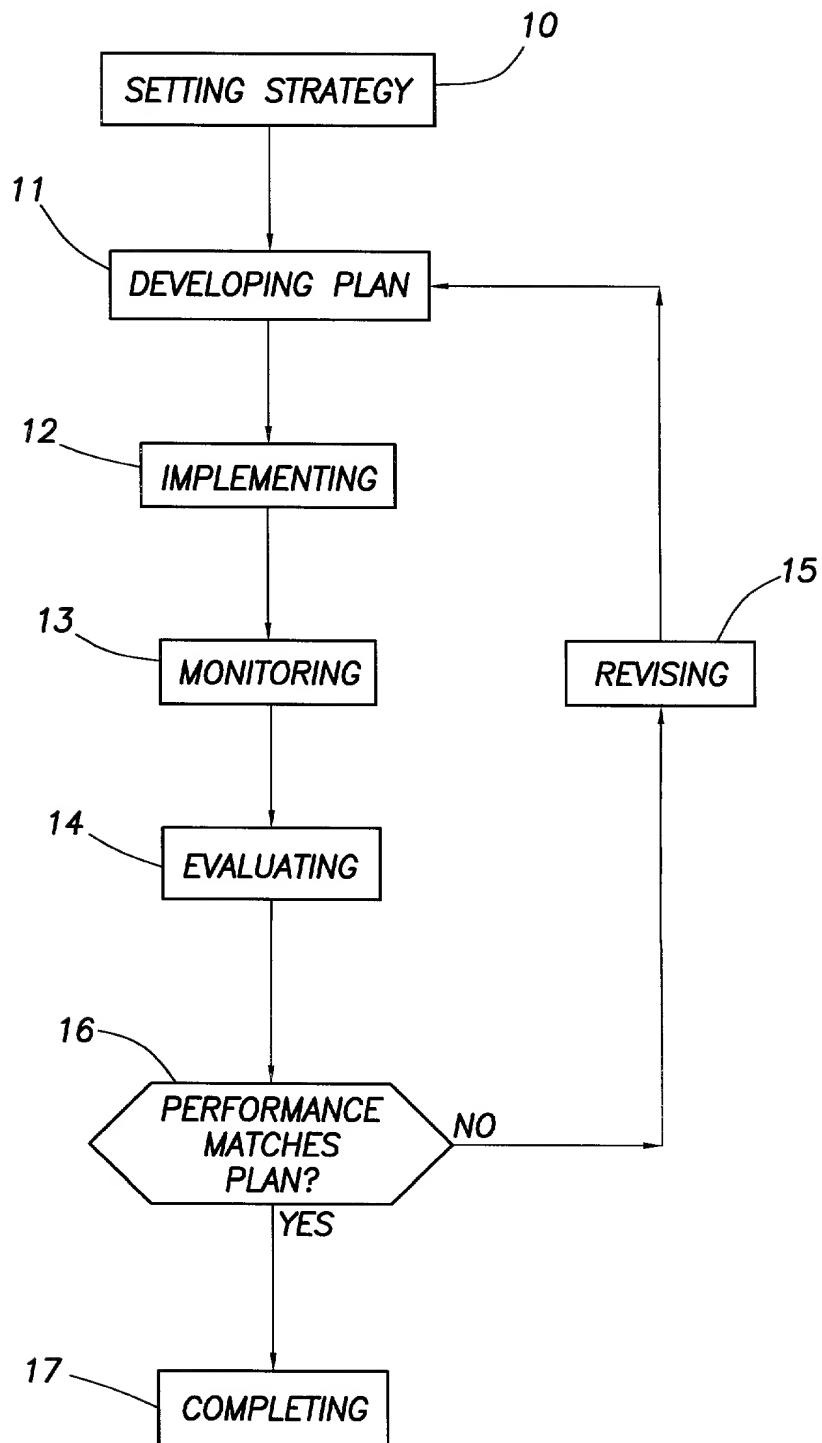 10
SETTING STRATEGY
11
DEVELOPING PLAN
12
IMPLEMENTING
13
MONITORING
15
REVISING
14
EVALUATING
16
PERFORMANCE
MATCHES
PLAN?
NO
YES
17
COMPLETING